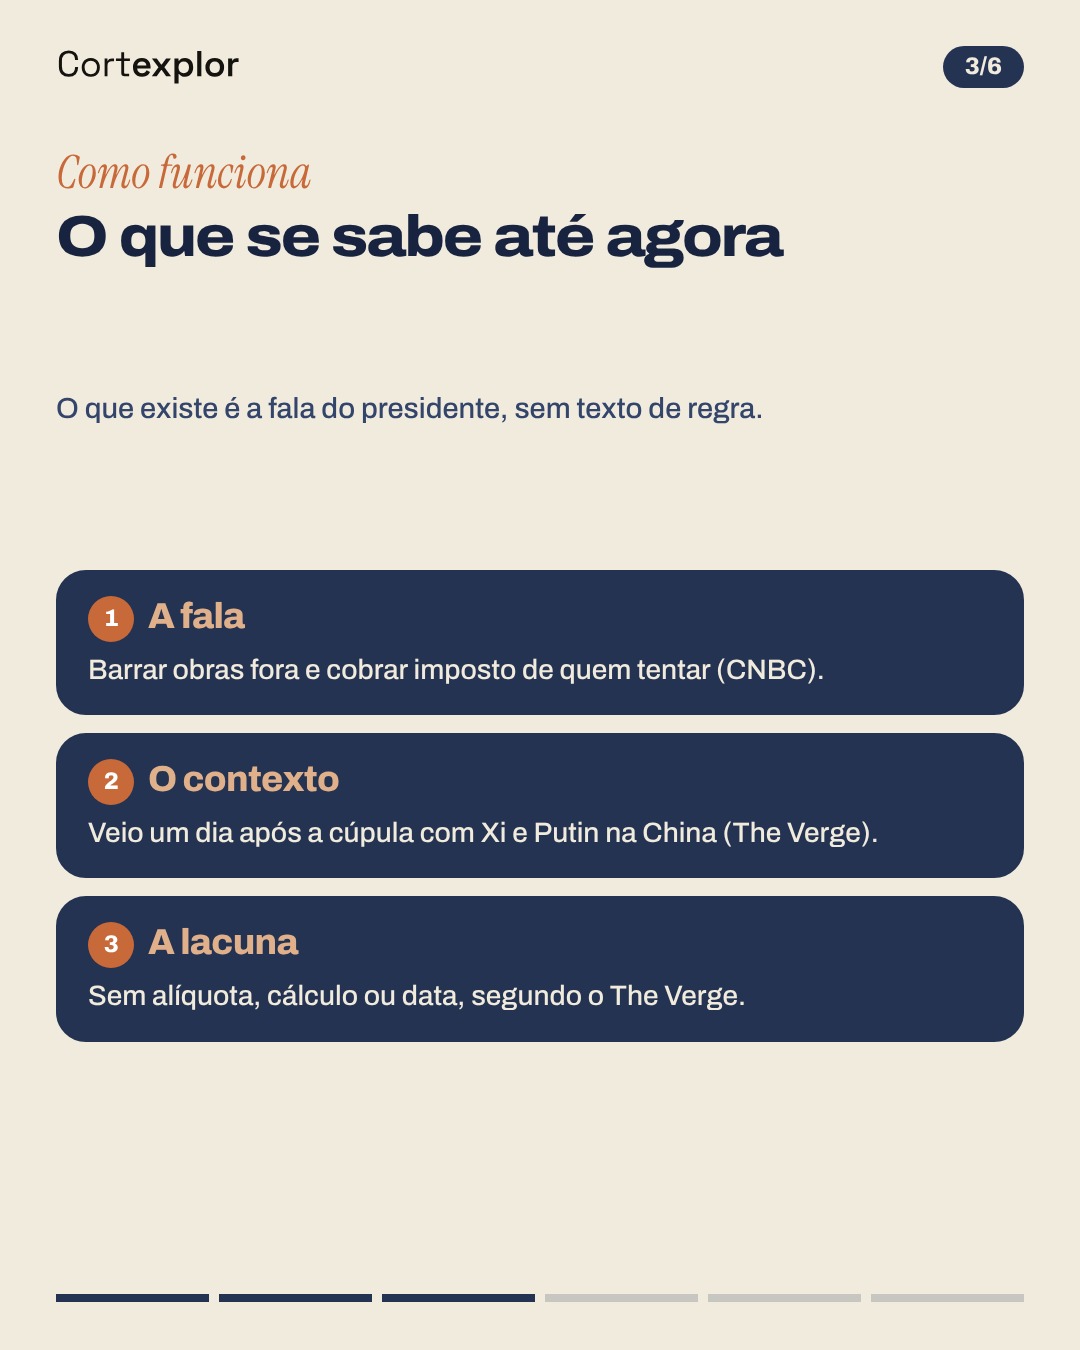 Cortexplor
3/6
Como funciona
O que se sabe até agora
O que existe é a fala do presidente, sem texto de regra.
1 A fala
Barrar obras fora e cobrar imposto de quem tentar (CNBC).
2 O contexto
Veio um dia após a cúpula com Xi e Putin na China (The Verge).
3 A lacuna
Sem alíquota, cálculo ou data, segundo o The Verge.